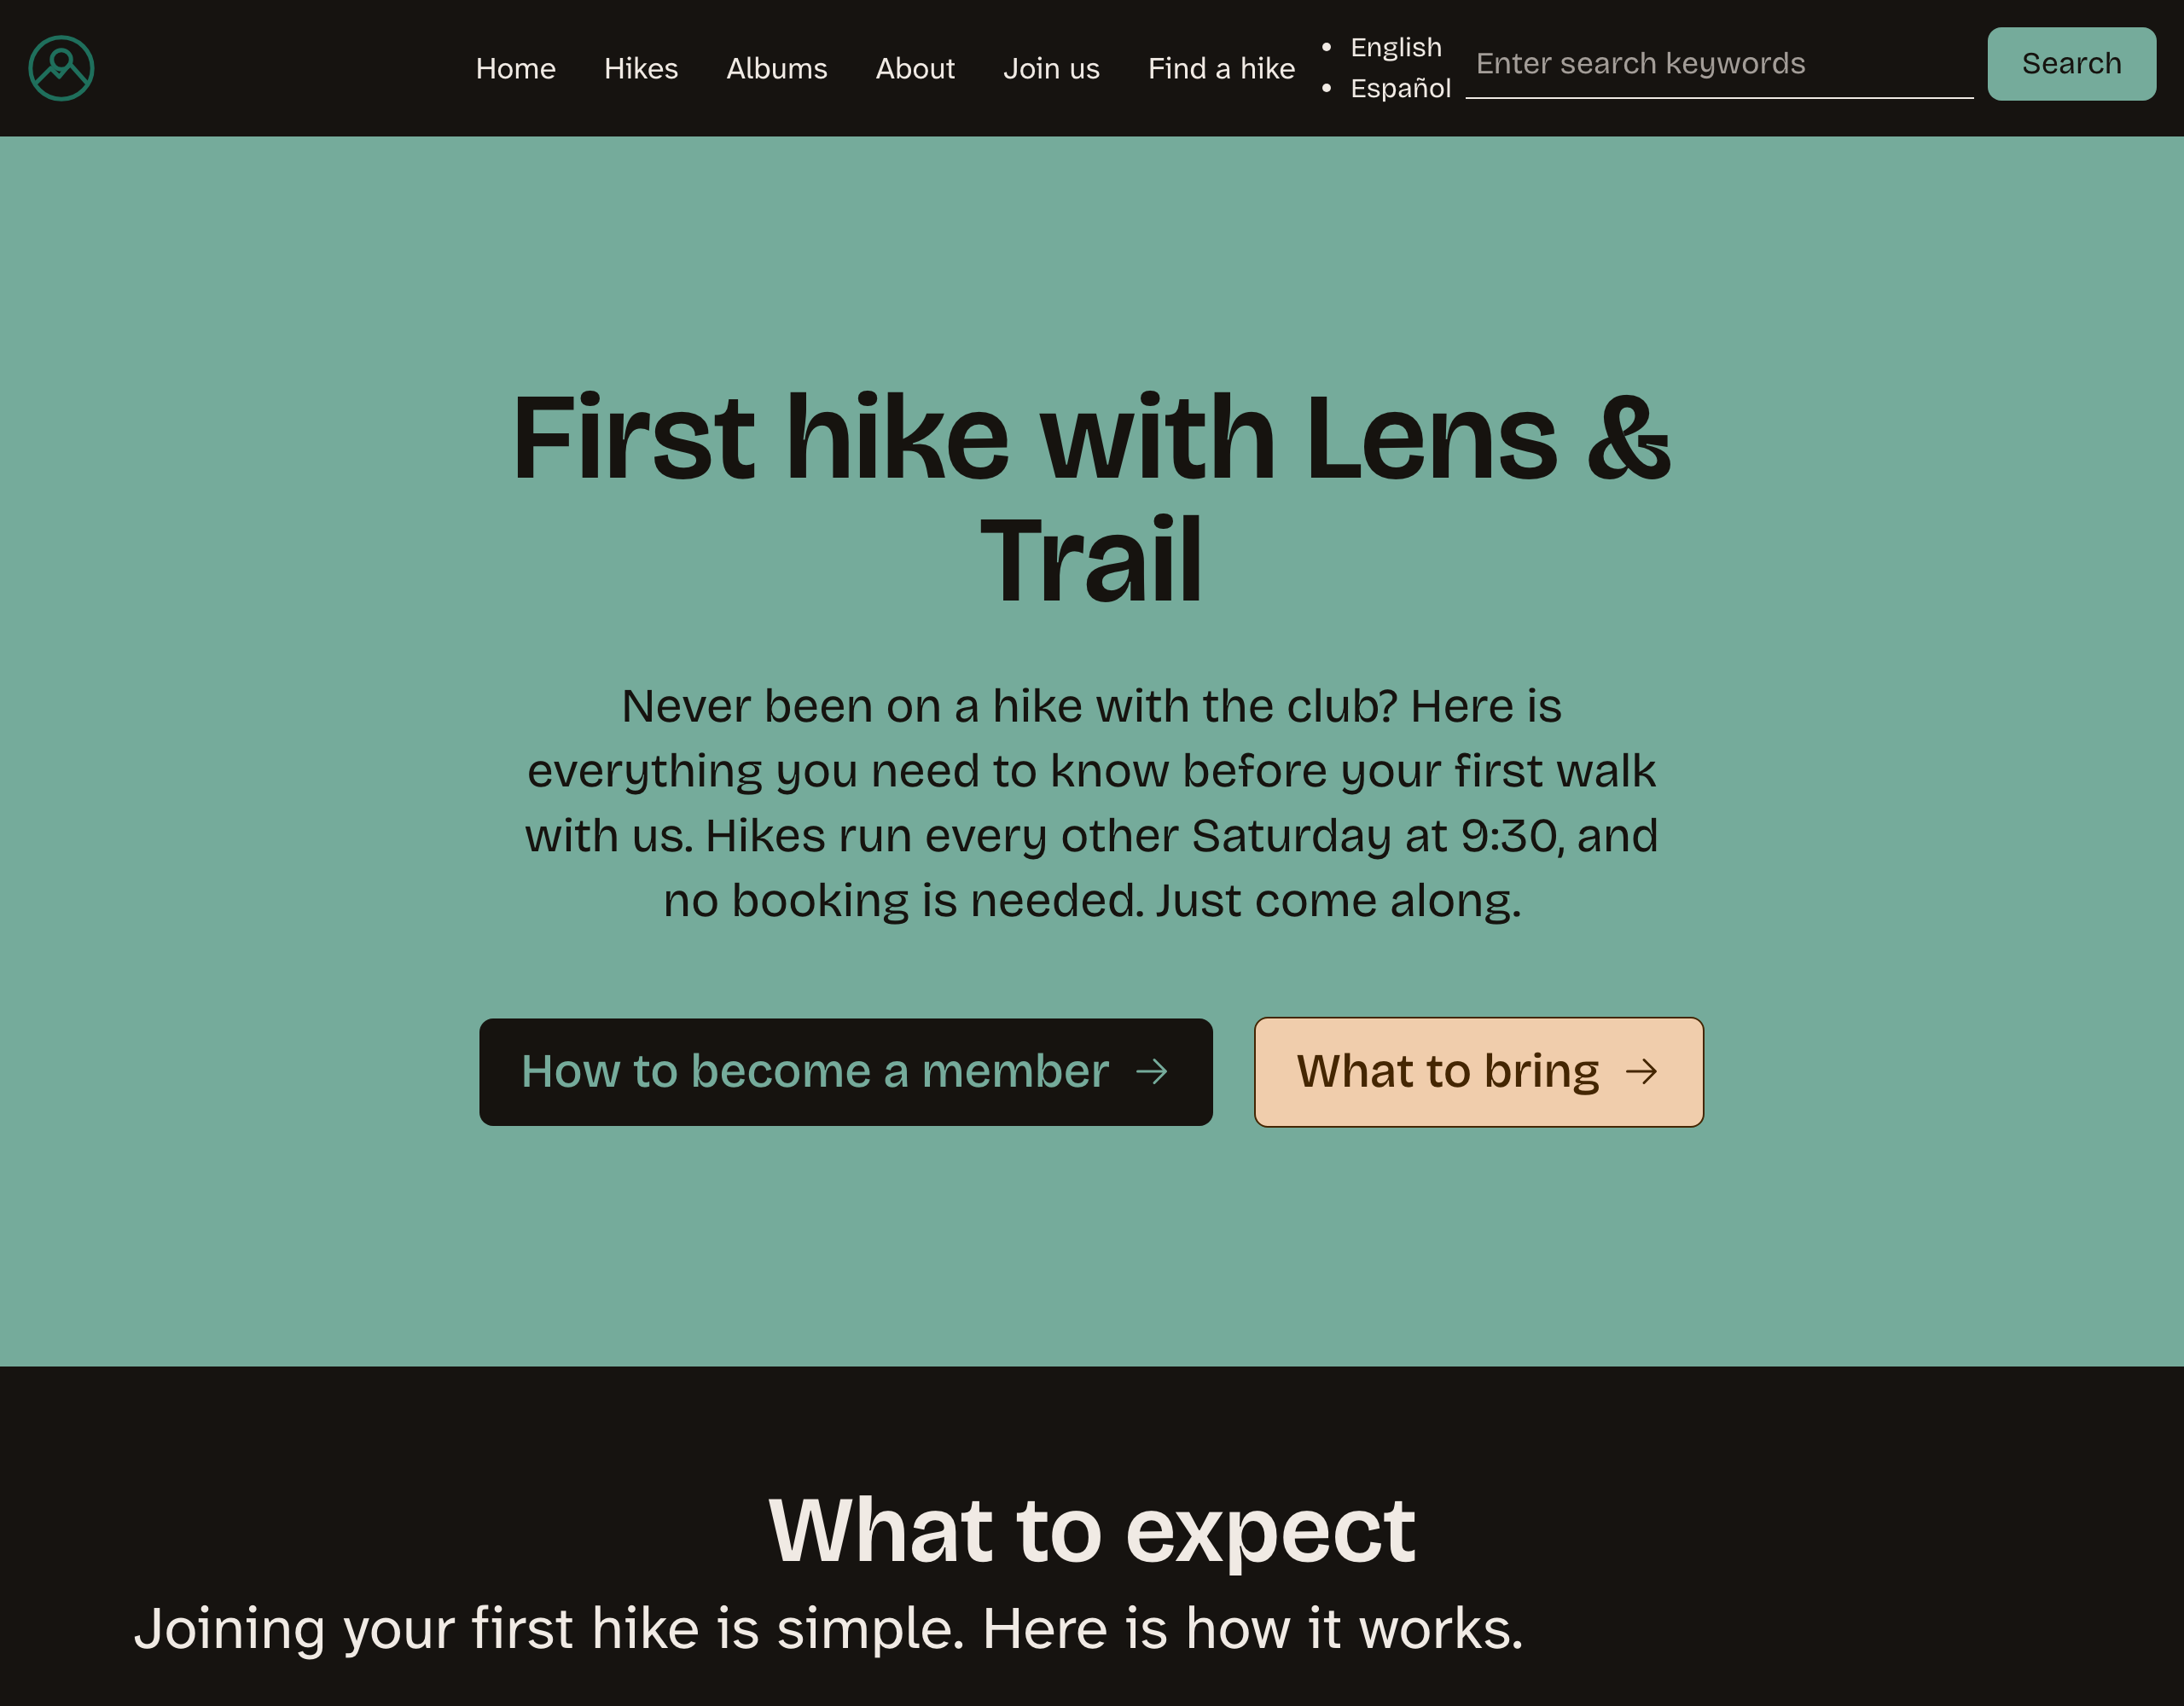 Home Hikes Albums About Join us Find a hike
English
Español
Enter search keywords
Search
First hike with Lens &
Trail
Never been on a hike with the club? Here is
everything you need to know before your first walk
with us. Hikes run every other Saturday at 9:30, and
no booking is needed. Just come along.
How to become a member
What to bring
What to expect
Joining your first hike is simple. Here is how it works.